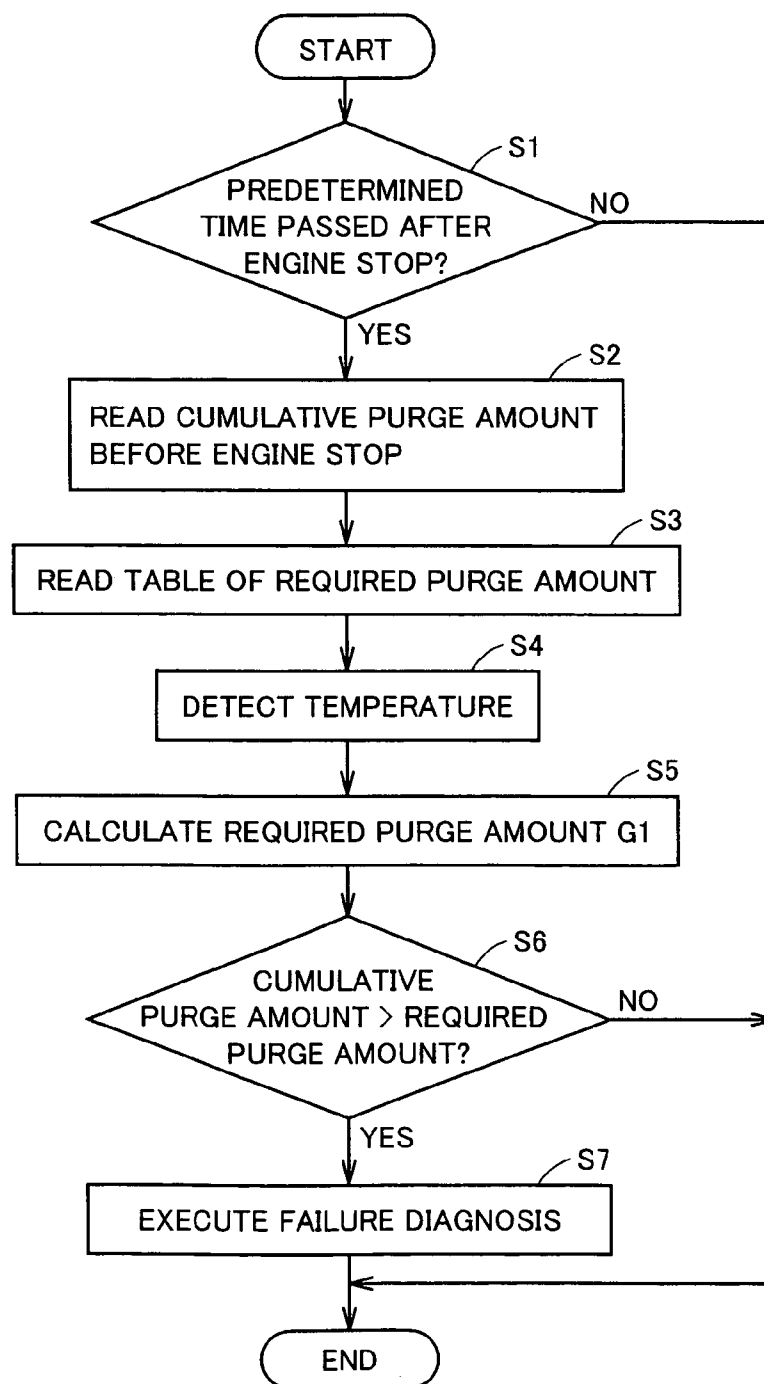 START
S1
PREDETERMINED
TIME PASSED AFTER
ENGINE STOP?
NO
YES
S2
READ CUMULATIVE PURGE AMOUNT
BEFORE ENGINE STOP
S3
READ TABLE OF REQUIRED PURGE AMOUNT
S4
DETECT TEMPERATURE
S5
CALCULATE REQUIRED PURGE AMOUNT G1
S6
CUMULATIVE
PURGE AMOUNT > REQUIRED
PURGE AMOUNT?
NO
YES
S7
EXECUTE FAILURE DIAGNOSIS
END